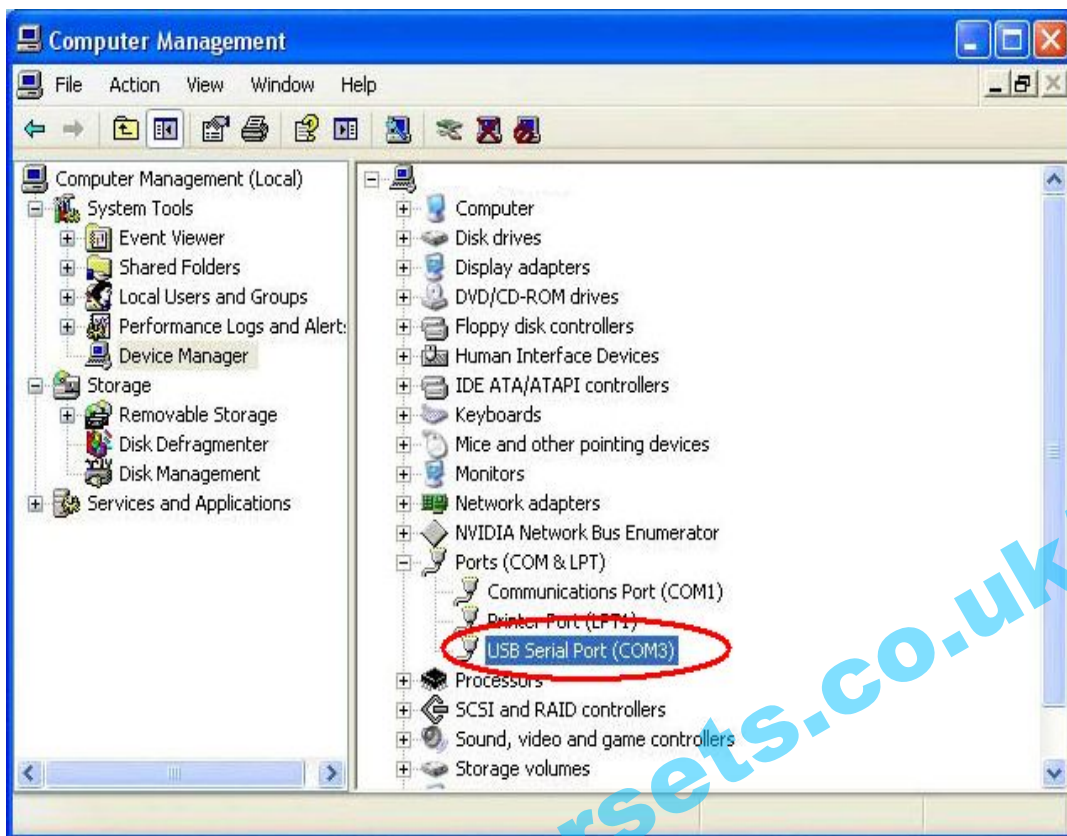 Computer Management
File Action View Window Help
Computer Management (Local)
System Tools
Event Viewer
Shared Folders
Local Users and Groups
Performance Logs and Alert
Device Manager
Storage
Removable Storage
Disk Defragmenter
Disk Management
Services and Applications
Computer
Disk drives
Display adapters
DVD/CD-ROM drives
Floppy disk controllers
Human Interface Devices
IDE ATA/ATAPI controllers
Keyboards
Mice and other pointing devices
Monitors
Network adapters
NVIDIA Network Bus Enumerator
Ports (COM & LPT)
Communications Port (COM1)
Printer Port (LPT1)
USB Serial Port (COM3)
Processors
SCSI and RAID controllers
Sound, video and game controllers
Storage volumes
rsets.co.uk